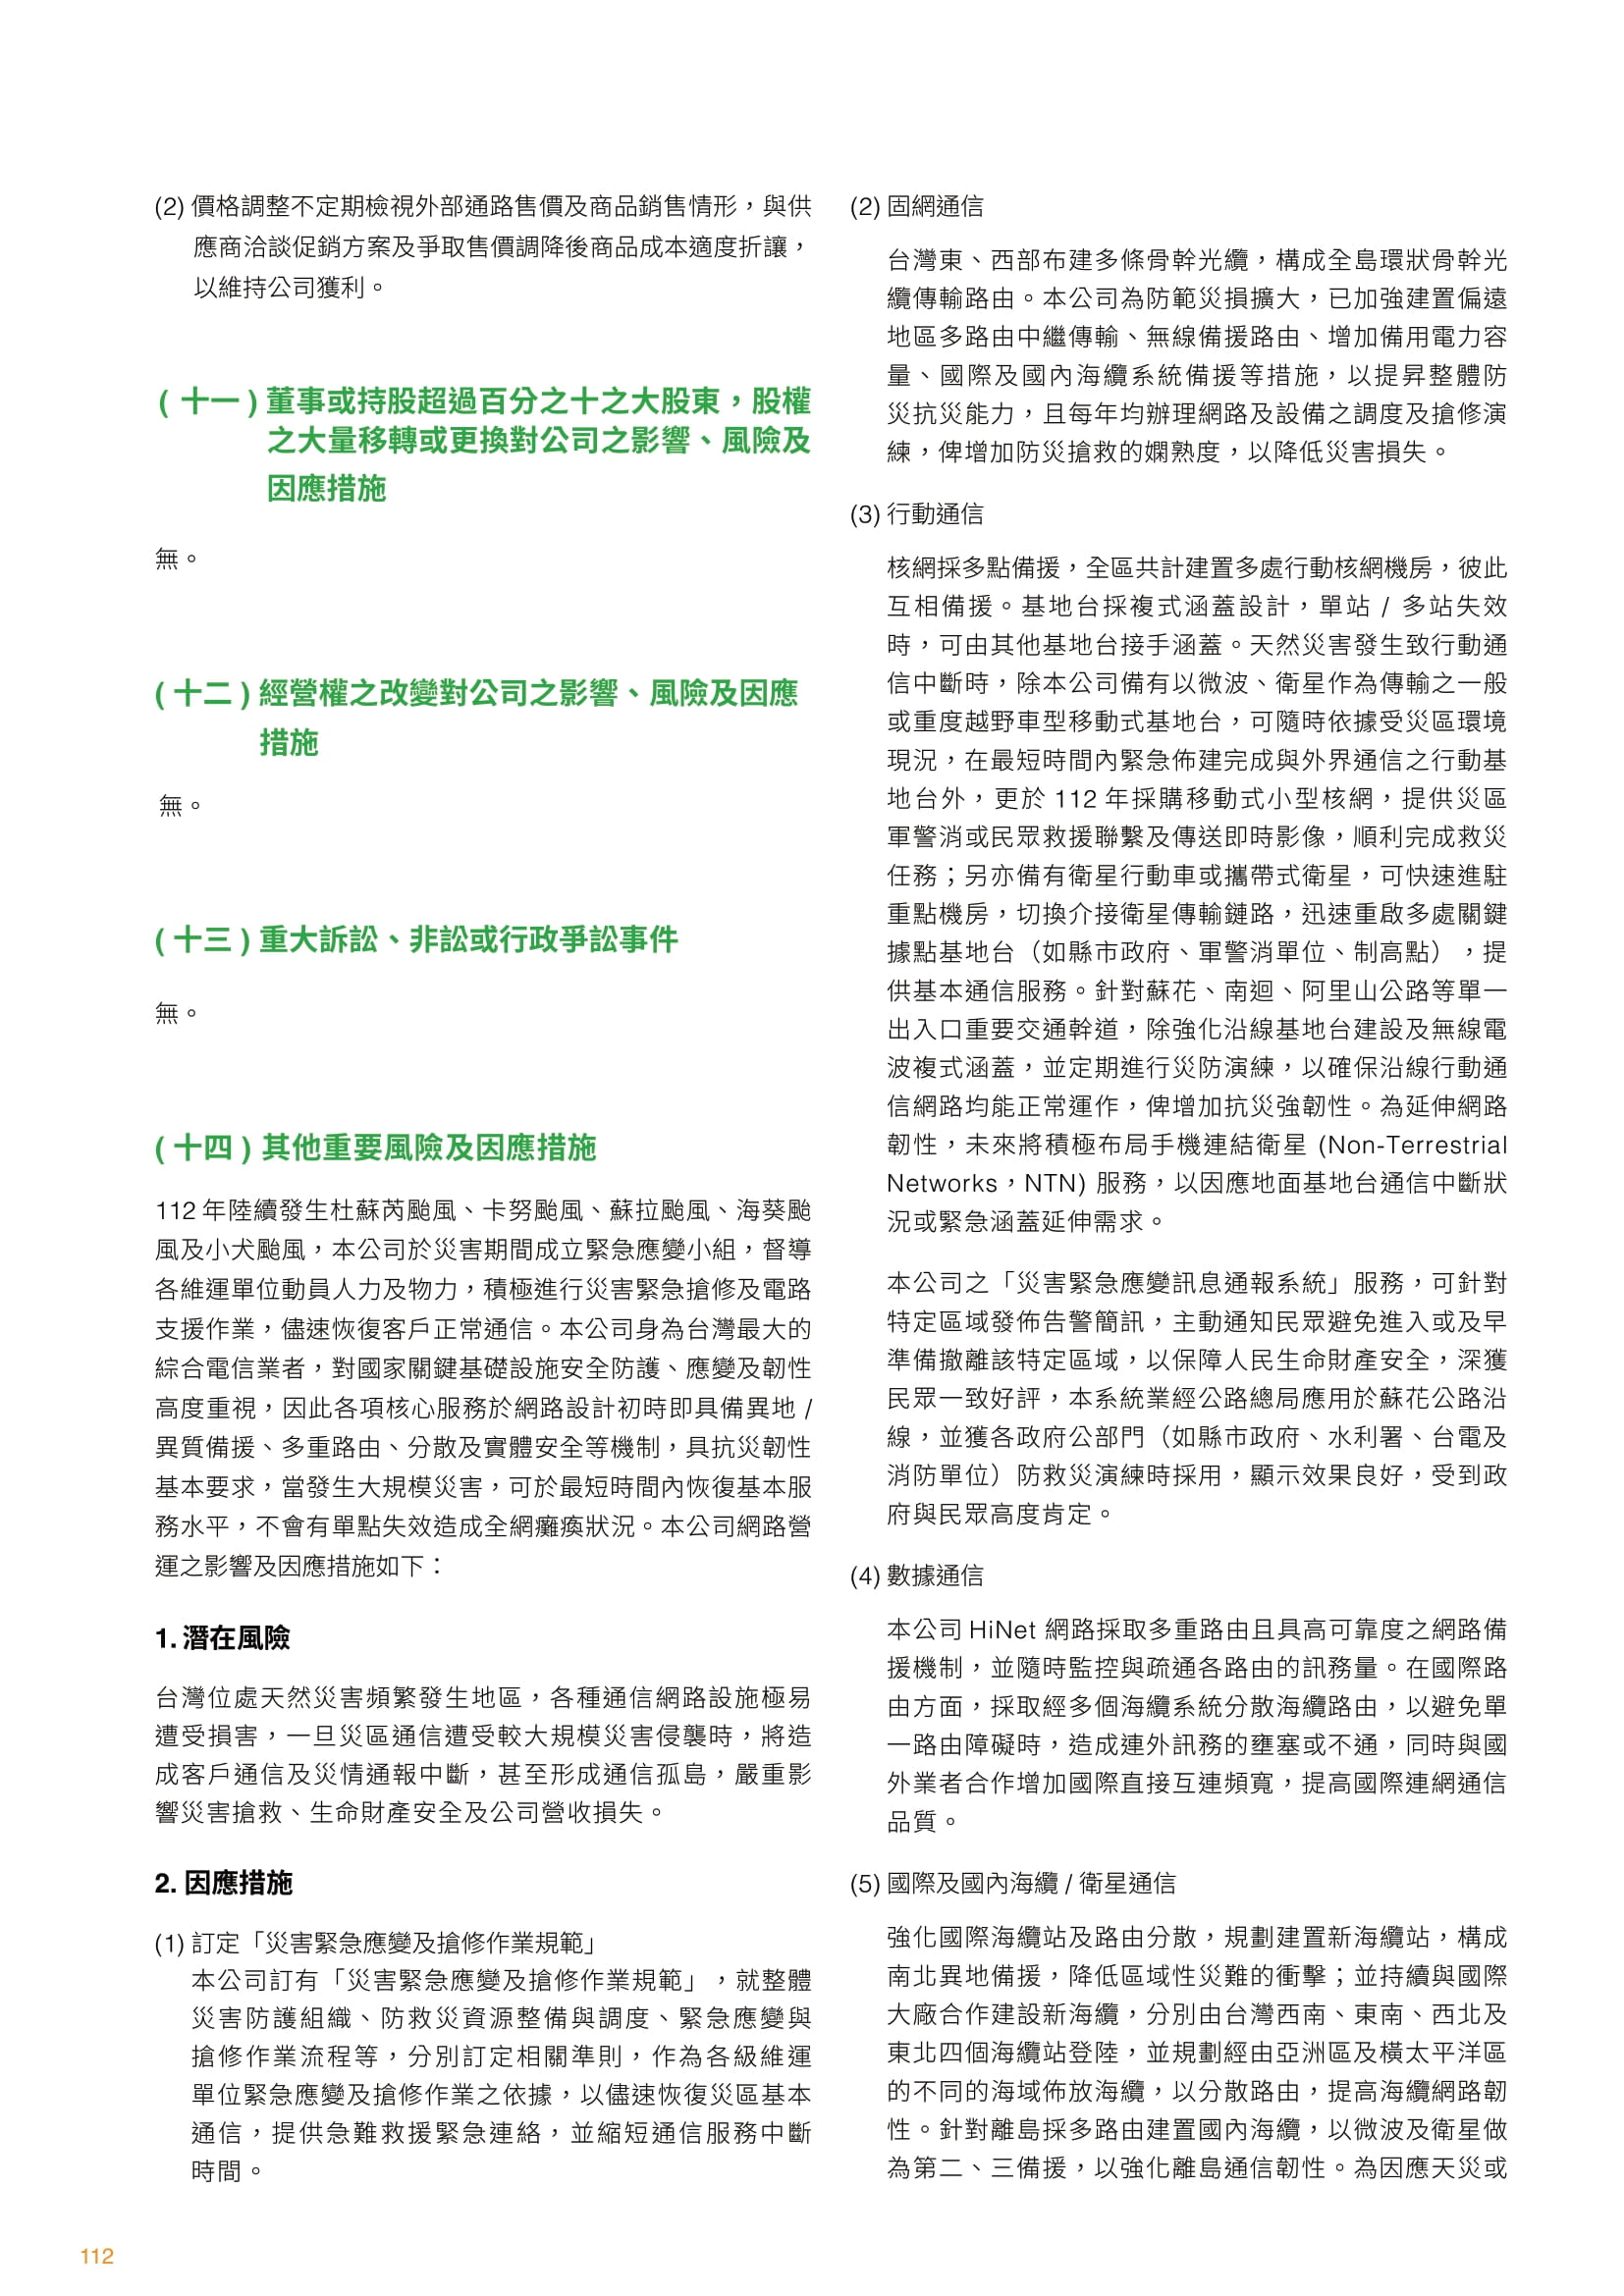 (2) 價格調整不定期檢視外部通路售價及商品銷售情形，與供
應商洽談促銷方案及爭取售價調降後商品成本適度折讓，
以維持公司獲利。
( 十一 ) 董事或持股超過百分之十之大股東，股權
之大量移轉或更換對公司之影響、風險及
因應措施
無。
( 十二 ) 經營權之改變對公司之影響、風險及因應
措施
無。
( 十三 ) 重大訴訟、非訟或行政爭訟事件
無。
( 十四 ) 其他重要風險及因應措施
112 年陸續發生杜蘇芮颱風、卡努颱風、蘇拉颱風、海葵颱
風及小犬颱風，本公司於災害期間成立緊急應變小組，督導
各維運單位動員人力及物力，積極進行災害緊急搶修及電路
支援作業，儘速恢復客戶正常通信。本公司身為台灣最大的
綜合電信業者，對國家關鍵基礎設施安全防護、應變及韌性
高度重視，因此各項核心服務於網路設計初時即具備異地 /
異質備援、多重路由、分散及實體安全等機制，具抗災韌性
基本要求，當發生大規模災害，可於最短時間內恢復基本服
務水平，不會有單點失效造成全網癱瘓狀況。本公司網路營
運之影響及因應措施如下：
1. 潛在風險
台灣位處天然災害頻繁發生地區，各種通信網路設施極易
遭受損害，一旦災區通信遭受較大規模災害侵襲時，將造
成客戶通信及災情通報中斷，甚至形成通信孤島，嚴重影
響災害搶救、生命財產安全及公司營收損失。
2. 因應措施
(1) 訂定「災害緊急應變及搶修作業規範」
本公司訂有「災害緊急應變及搶修作業規範」，就整體
災害防護組織、防救災資源整備與調度、緊急應變與
搶修作業流程等，分別訂定相關準則，作為各級維運
單位緊急應變及搶修作業之依據，以儘速恢復災區基本
通信，提供急難救援緊急連絡，並縮短通信服務中斷
時間。
(2) 固網通信
台灣東、西部布建多條骨幹光纜，構成全島環狀骨幹光
纜傳輸路由。本公司為防範災損擴大，已加強建置偏遠
地區多路由中繼傳輸、無線備援路由、增加備用電力容
量、國際及國內海纜系統備援等措施，以提昇整體防
災抗災能力，且每年均辦理網路及設備之調度及搶修演
練，俾增加防災搶救的嫻熟度，以降低災害損失。
(3) 行動通信
核網採多點備援，全區共計建置多處行動核網機房，彼此
互相備援。基地台採複式涵蓋設計，單站 / 多站失效
時，可由其他基地台接手涵蓋。天然災害發生致行動通
信中斷時，除本公司備有以微波、衛星作為傳輸之一般
或重度越野車型移動式基地台，可隨時依據受災區環境
現況，在最短時間內緊急佈建完成與外界通信之行動基
地台外，更於 112 年採購移動式小型核網，提供災區
軍警消或民眾救援聯繫及傳送即時影像，順利完成救災
任務；另亦備有衛星行動車或攜帶式衛星，可快速進駐
重點機房，切換介接衛星傳輸鏈路，迅速重啟多處關鍵
據點基地台（如縣市政府、軍警消單位、制高點），提
供基本通信服務。針對蘇花、南迴、阿里山公路等單一
出入口重要交通幹道，除強化沿線基地台建設及無線電
波複式涵蓋，並定期進行災防演練，以確保沿線行動通
信網路均能正常運作，俾增加抗災強韌性。為延伸網路
韌性，未來將積極布局手機連結衛星 (Non-Terrestrial
Networks，NTN) 服務，以因應地面基地台通信中斷狀
況或緊急涵蓋延伸需求。
本公司之「災害緊急應變訊息通報系統」服務，可針對
特定區域發佈告警簡訊，主動通知民眾避免進入或及早
準備撤離該特定區域，以保障人民生命財產安全，深獲
民眾一致好評，本系統業經公路總局應用於蘇花公路沿
線，並獲各政府公部門（如縣市政府、水利署、台電及
消防單位）防救災演練時採用，顯示效果良好，受到政
府與民眾高度肯定。
(4) 數據通信
本公司 HiNet 網路採取多重路由且具高可靠度之網路備
援機制，並隨時監控與疏通各路由的訊務量。在國際路
由方面，採取經多個海纜系統分散海纜路由，以避免單
一路由障礙時，造成連外訊務的壅塞或不通，同時與國
外業者合作增加國際直接互連頻寬，提高國際連網通信
品質。
(5) 國際及國內海纜 / 衛星通信
強化國際海纜站及路由分散，規劃建置新海纜站，構成
南北異地備援，降低區域性災難的衝擊；並持續與國際
大廠合作建設新海纜，分別由台灣西南、東南、西北及
東北四個海纜站登陸，並規劃經由亞洲區及橫太平洋區
的不同的海域佈放海纜，以分散路由，提高海纜網路韌
性。針對離島採多路由建置國內海纜，以微波及衛星做
為第二、三備援，以強化離島通信韌性。為因應天災或
112